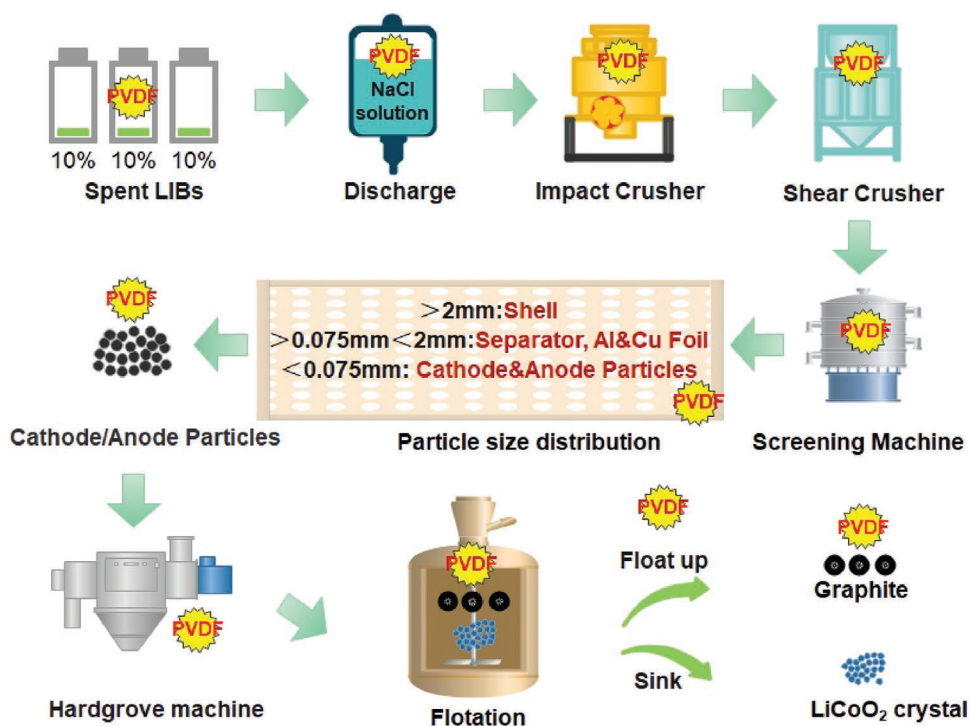 PVDF
10% 10% 10%
Spent LIBs
PVDF
NaCl
solution
Discharge
PVDF
Impact Crusher
PVDF
Shear Crusher
PVDF
Screening Machine
>2mm:Shell
>0.075mm<2mm:Separator, Al&Cu Foil
<0.075mm: Cathode&Anode Particles
PVDF
Particle size distribution
PVDF
Cathode/Anode Particles
PVDF
Hardgrove machine
PVDF
Flotation
PVDF
Float up
Sink
PVDF
Graphite
LiCoO₂ crystal